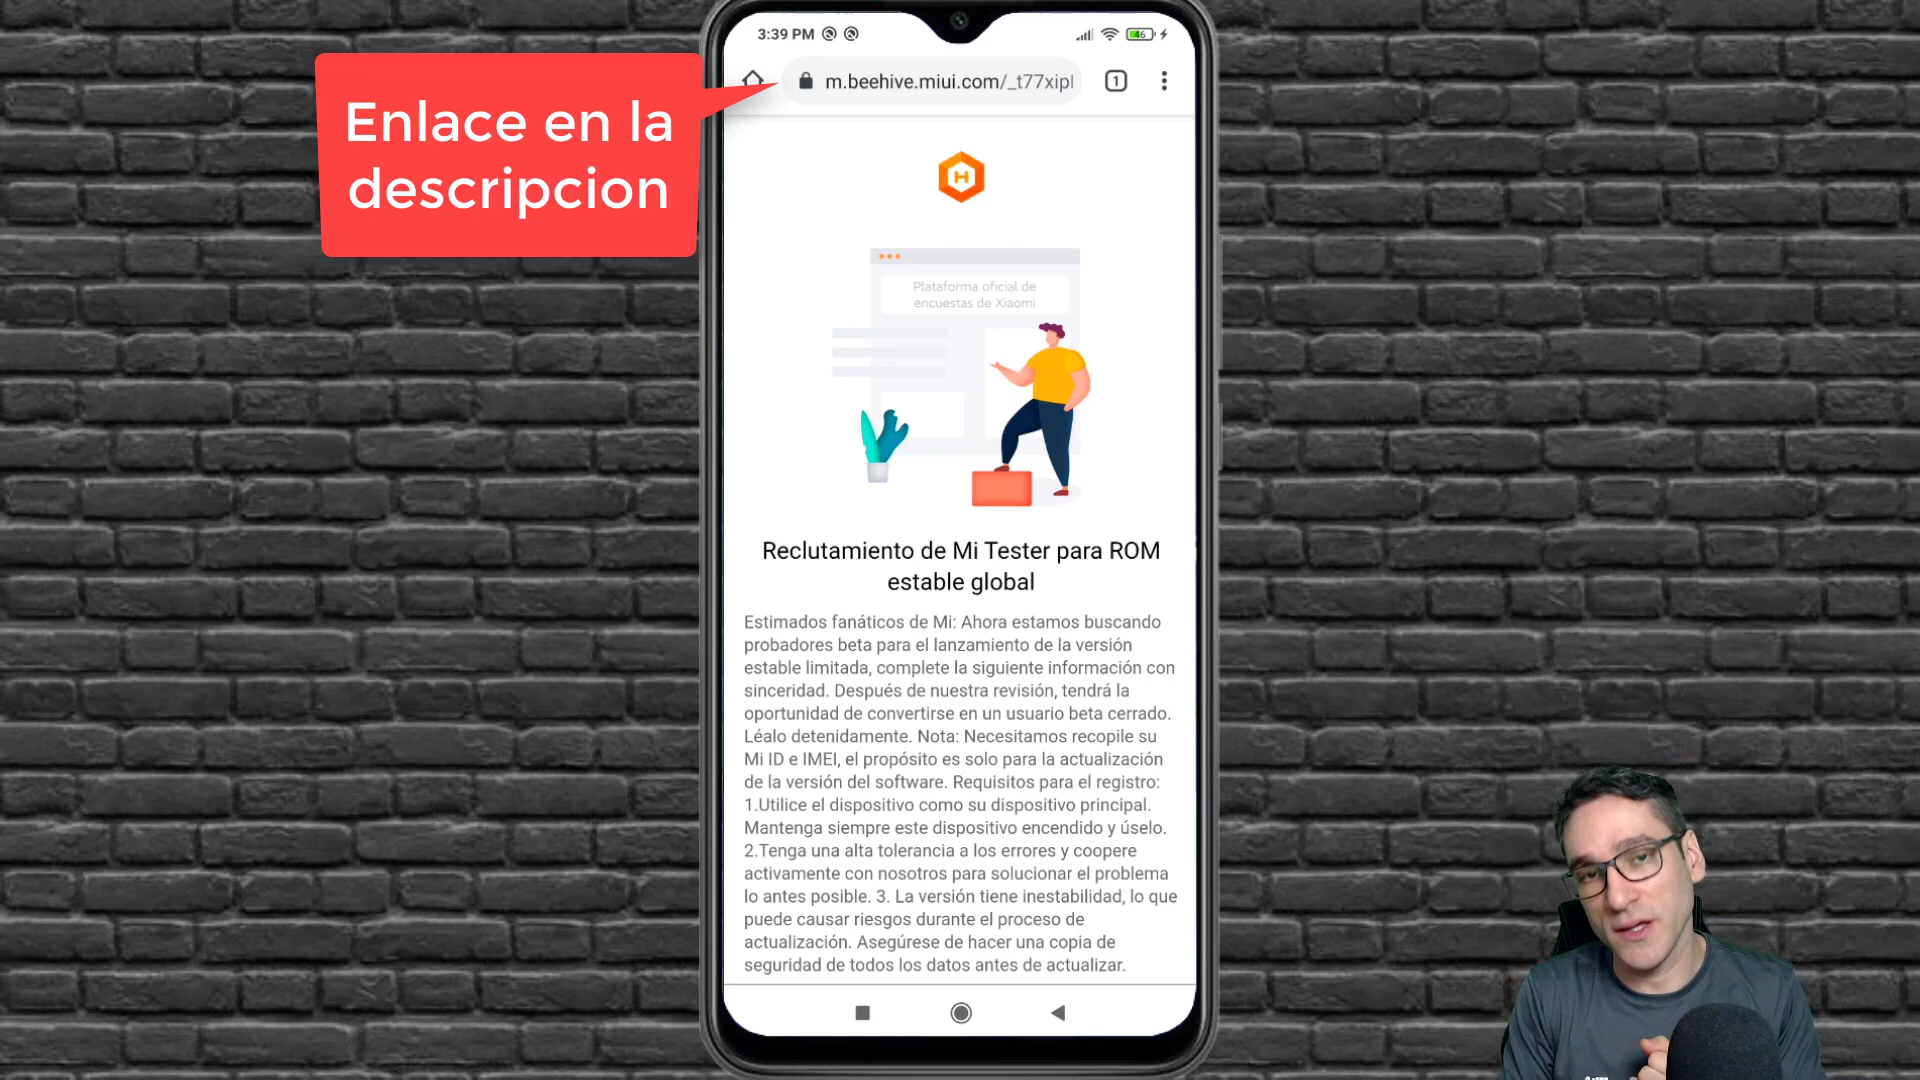 3:39 PM
46
Enlace en la
descripcion
m.beehive.miui.com/_t77xipl
1
H
Plataforma oficial de
encuestas de Xiaomi
Reclutamiento de Mi Tester para ROM
estable global
Estimados fanáticos de Mi: Ahora estamos buscando
probadores beta para el lanzamiento de la versión
estable limitada, complete la siguiente información con
sinceridad. Después de nuestra revisión, tendrá la
oportunidad de convertirse en un usuario beta cerrado.
Léalo detenidamente. Nota: Necesitamos recopile su
Mi ID e IMEI, el propósito es solo para la actualización
de la versión del software. Requisitos para el registro:
1.Utilice el dispositivo como su dispositivo principal.
Mantenga siempre este dispositivo encendido y úselo.
2.Tenga una alta tolerancia a los errores y coopere
activamente con nosotros para solucionar el problema
lo antes posible. 3. La versión tiene inestabilidad, lo que
puede causar riesgos durante el proceso de
actualización. Asegúrese de hacer una copia de
seguridad de todos los datos antes de actualizar.